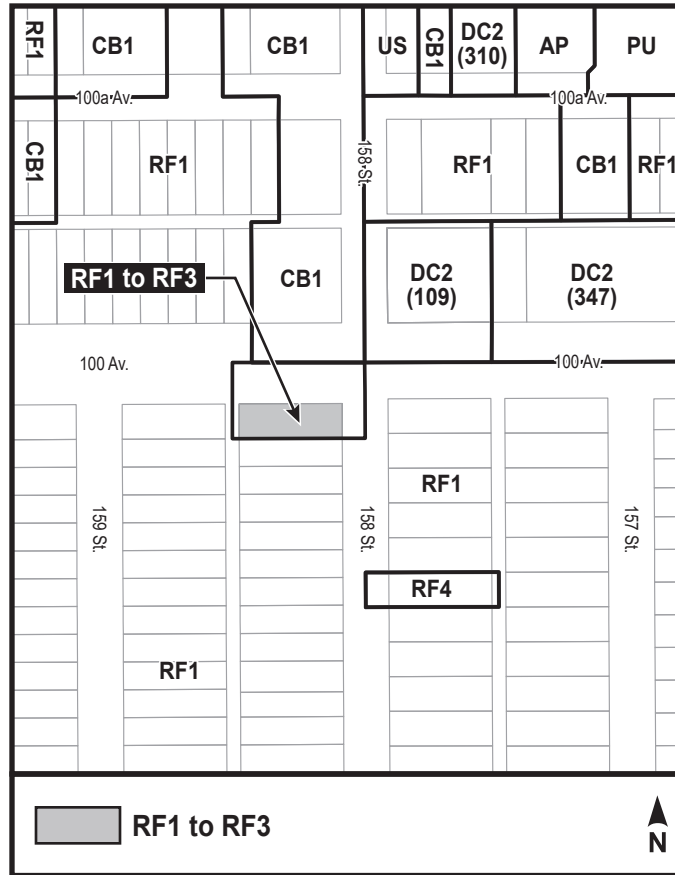 RF1
CB1
CB1
US
CB1
DC2
(310)
AP
PU
100a Av.
100a Av.
CB1
RF1
158 St.
RF1
CB1
RF1
RF1 to RF3
CB1
DC2
(109)
DC2
(347)
100 Av.
100 Av.
159 St.
158 St.
RF1
157 St.
RF4
RF1
RF1 to RF3
N